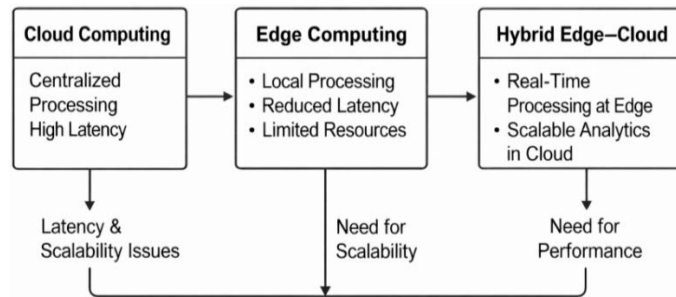 Cloud Computing
Centralized
Processing
High Latency
Edge Computing
• Local Processing
• Reduced Latency
• Limited Resources
Hybrid Edge–Cloud
• Real-Time
Processing at Edge
• Scalable Analytics
in Cloud
Latency &
Scalability Issues
Need for
Scalability
Need for
Performance